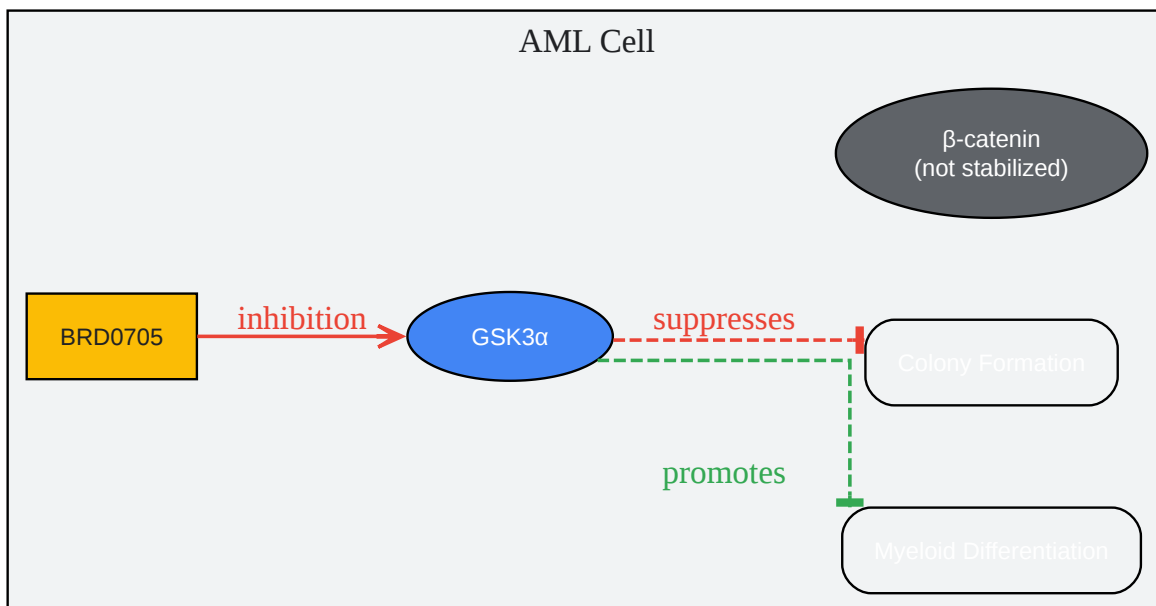 AML Cell
β-catenin
(not stabilized)
BRD0705
inhibition
GSK3α
suppresses
Colony Formation
promotes
Myeloid Differentiation